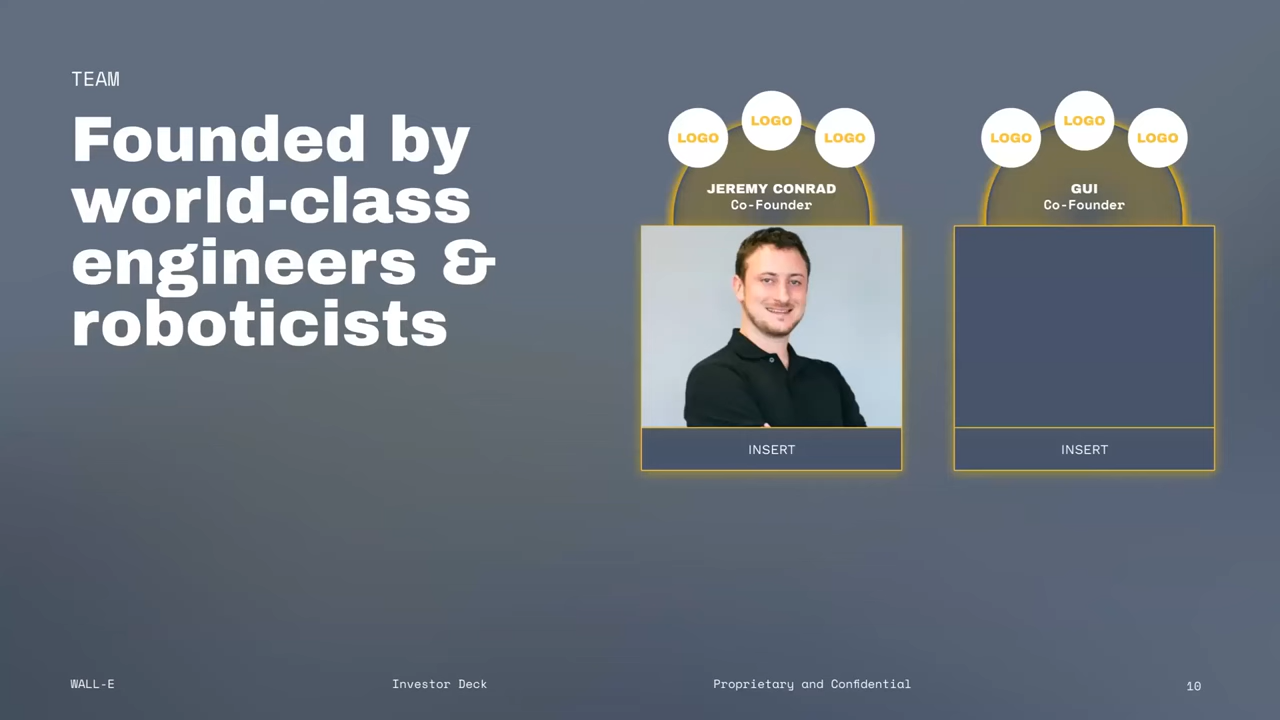 TEAM
Founded by
world-class
engineers &
roboticists
LOGO
LOGO
LOGO
JEREMY CONRAD
Co-Founder
INSERT
LOGO
LOGO
LOGO
GUI
Co-Founder
INSERT
WALL-E
Investor Deck
Proprietary and Confidential
10